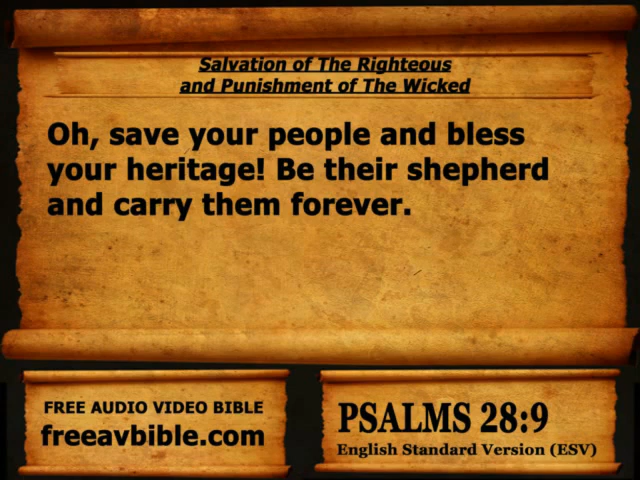 Salvation of The Righteous
and Punishment of The Wicked
Oh, save your people and bless
your heritage! Be their shepherd
and carry them forever.
FREE AUDIO VIDEO BIBLE
freeavbible.com
PSALMS 28:9
English Standard Version (ESV)